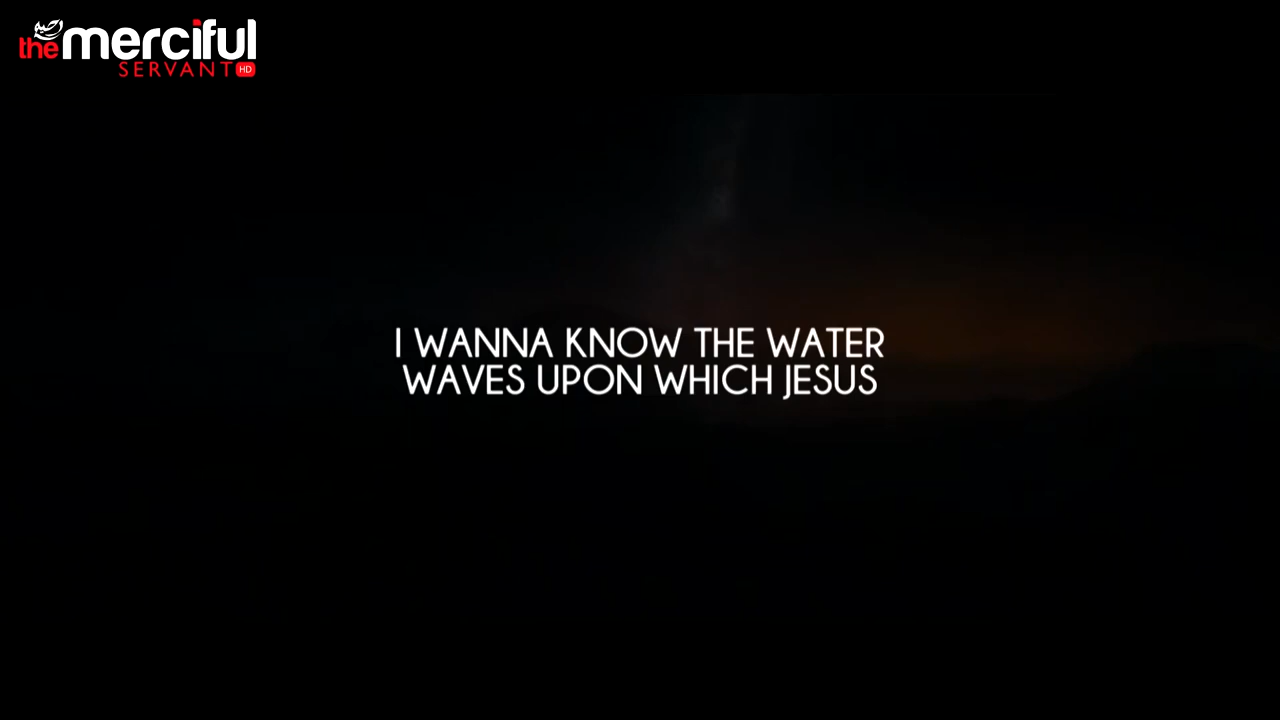 the merciful
SERVANT HD
I WANNA KNOW THE WATER
WAVES UPON WHICH JESUS